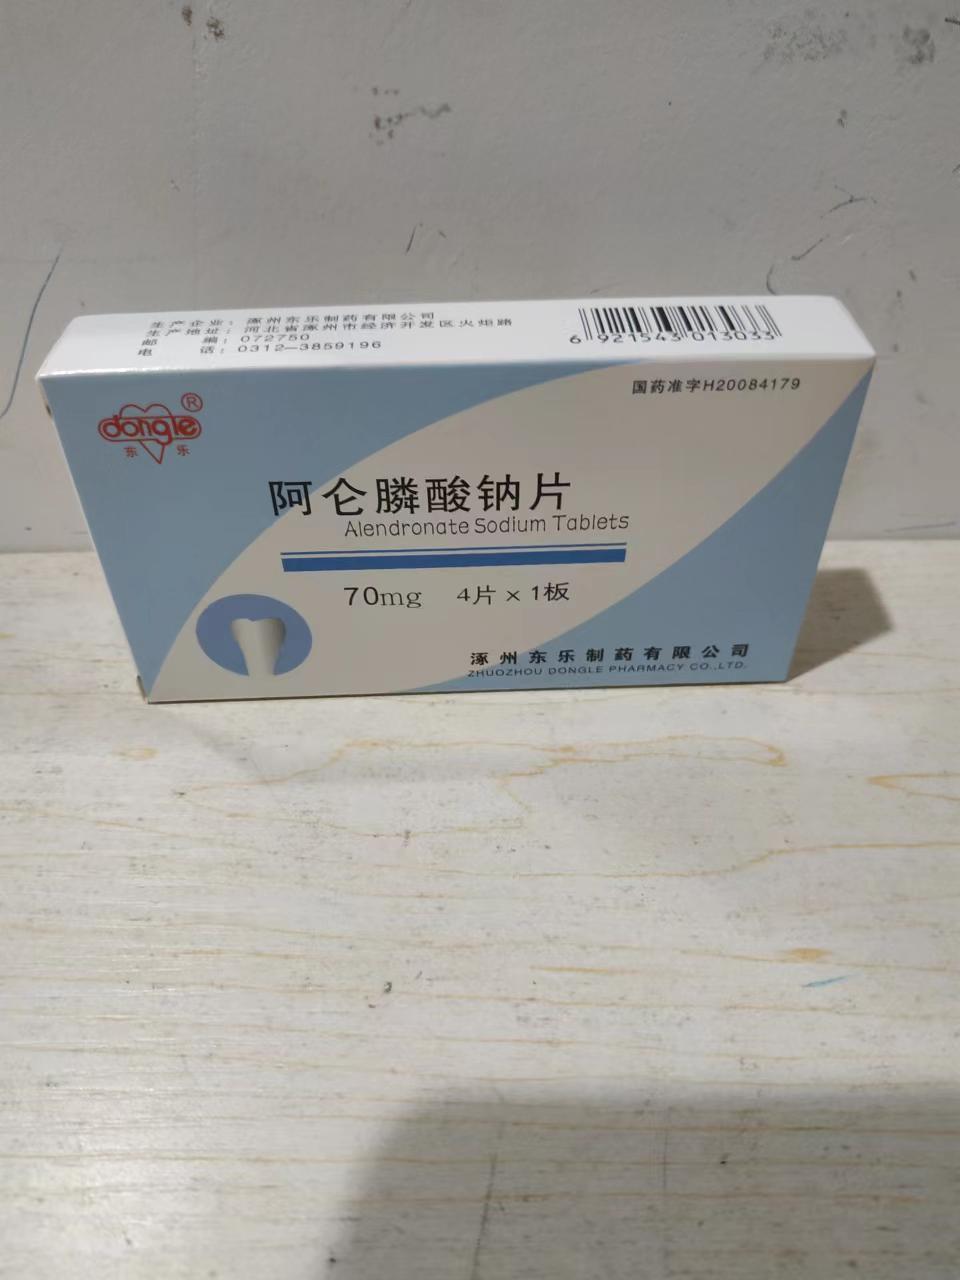 生产企业：涿州东乐制药有限公司
生产地址：河北省涿州市经济开发区火炬路
邮编：072750
电话：0312—3859196
6 921543 013033
国药准字H20084179
dongle®
东乐
阿仑膦酸钠片
Alendronate Sodium Tablets
70mg 4片×1板
涿州东乐制药有限公司
ZHUOZHOU DONGLE PHARMACY CO.,LTD.